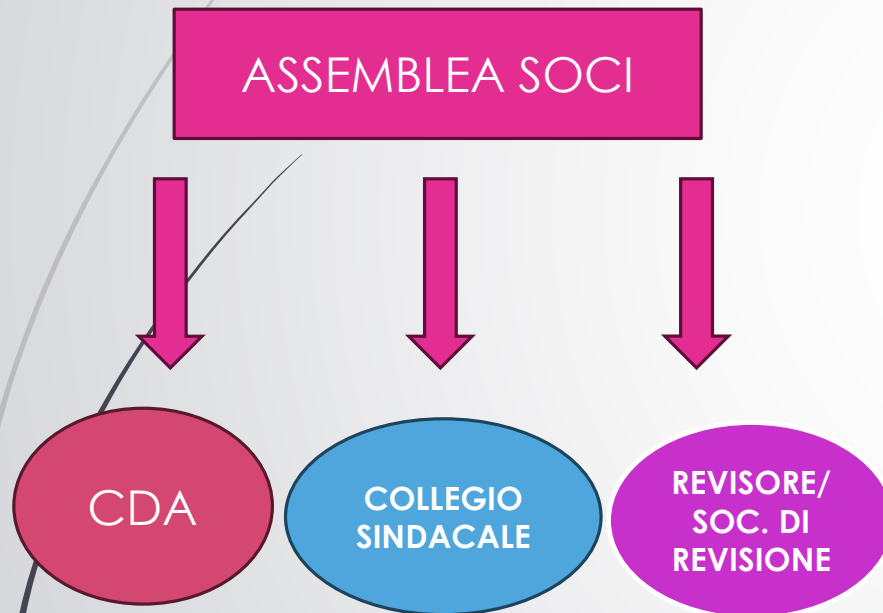 ASSEMBLEA SOCI
CDA
COLLEGIO
SINDACALE
REVISORE/
SOC. DI
REVISIONE